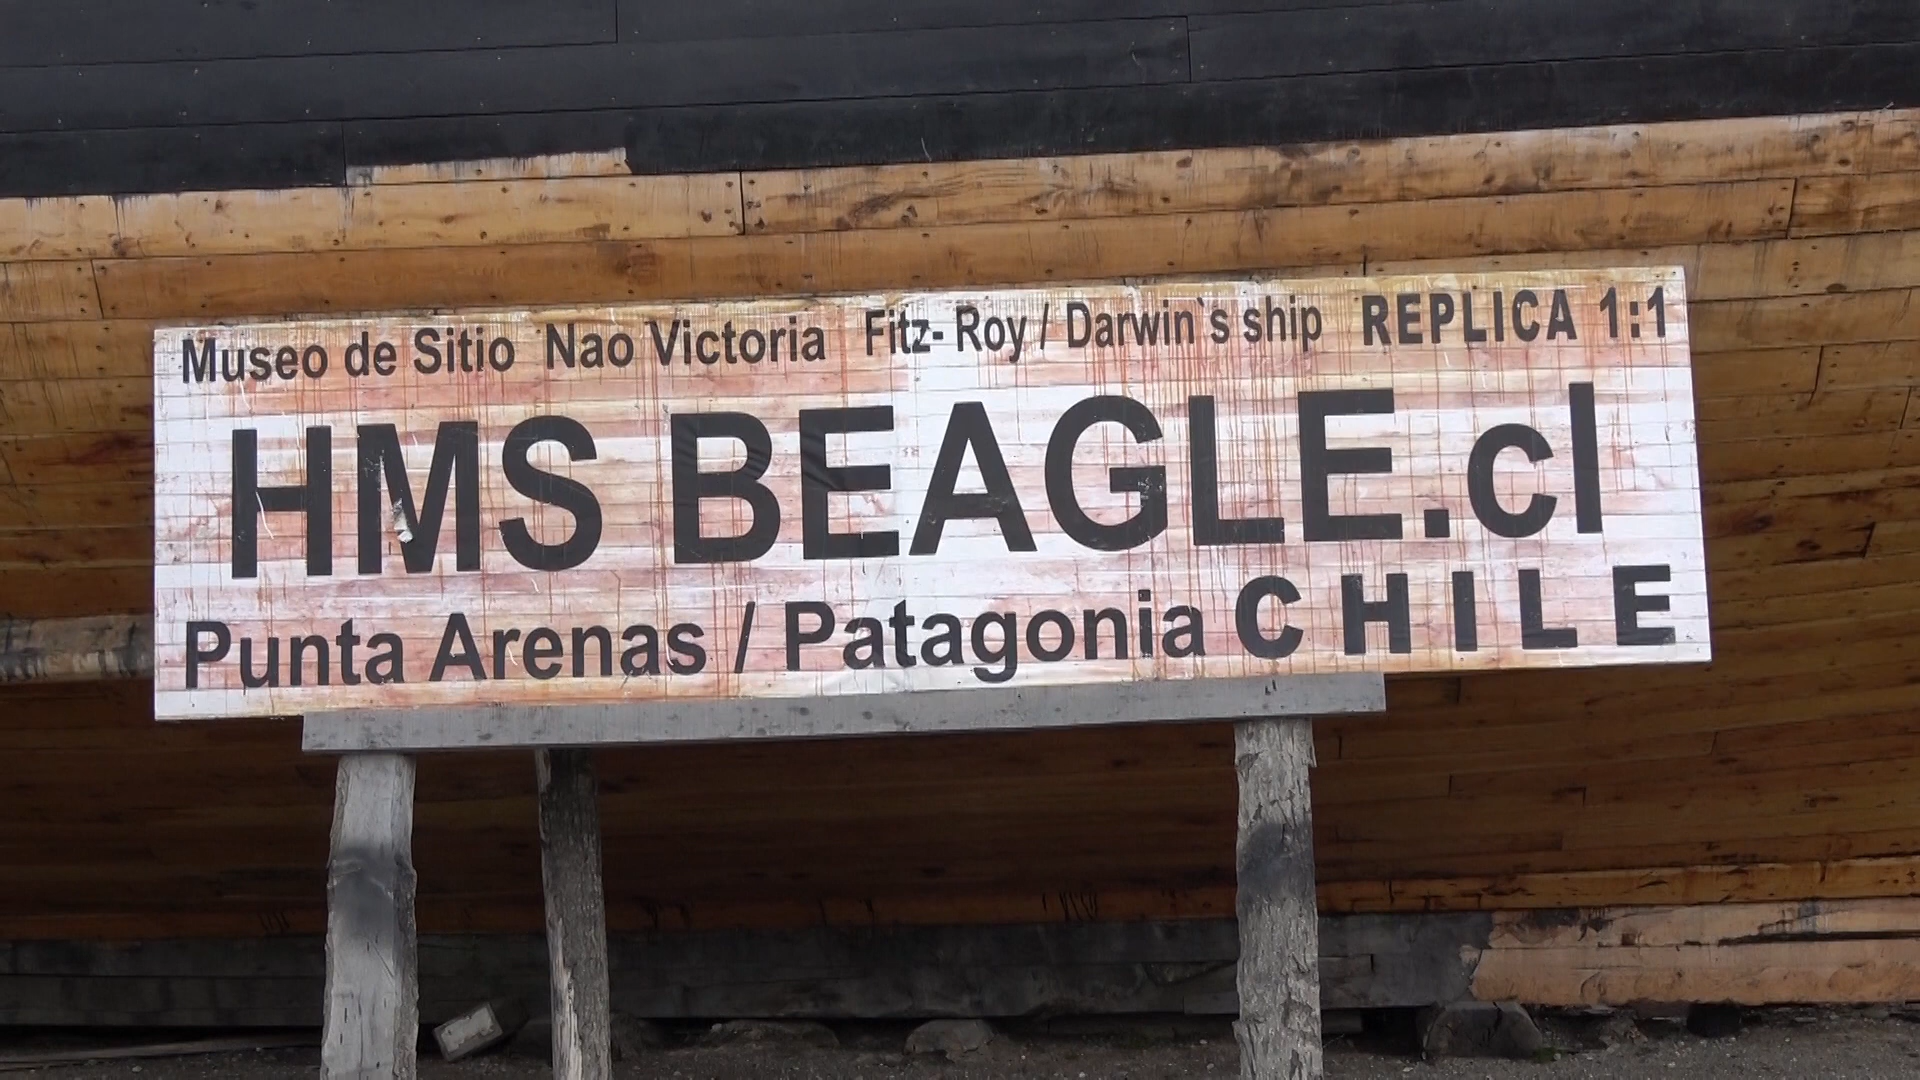 Museo de Sitio Nao Victoria Fitz- Roy / Darwin`s ship REPLICA 1:1
HMS BEAGLE.cl
Punta Arenas / Patagonia CHILE